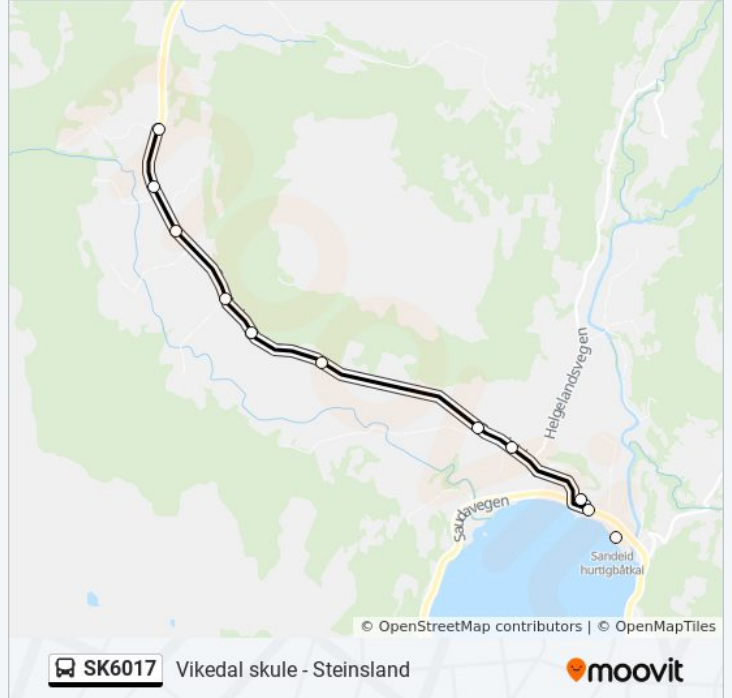 Helgelandsvegen
Saudavegen
Sandeid
hurtigbåtkai
© OpenStreetMap contributors | © OpenMapTiles
SK6017 Vikedal skule - Steinsland
moovit